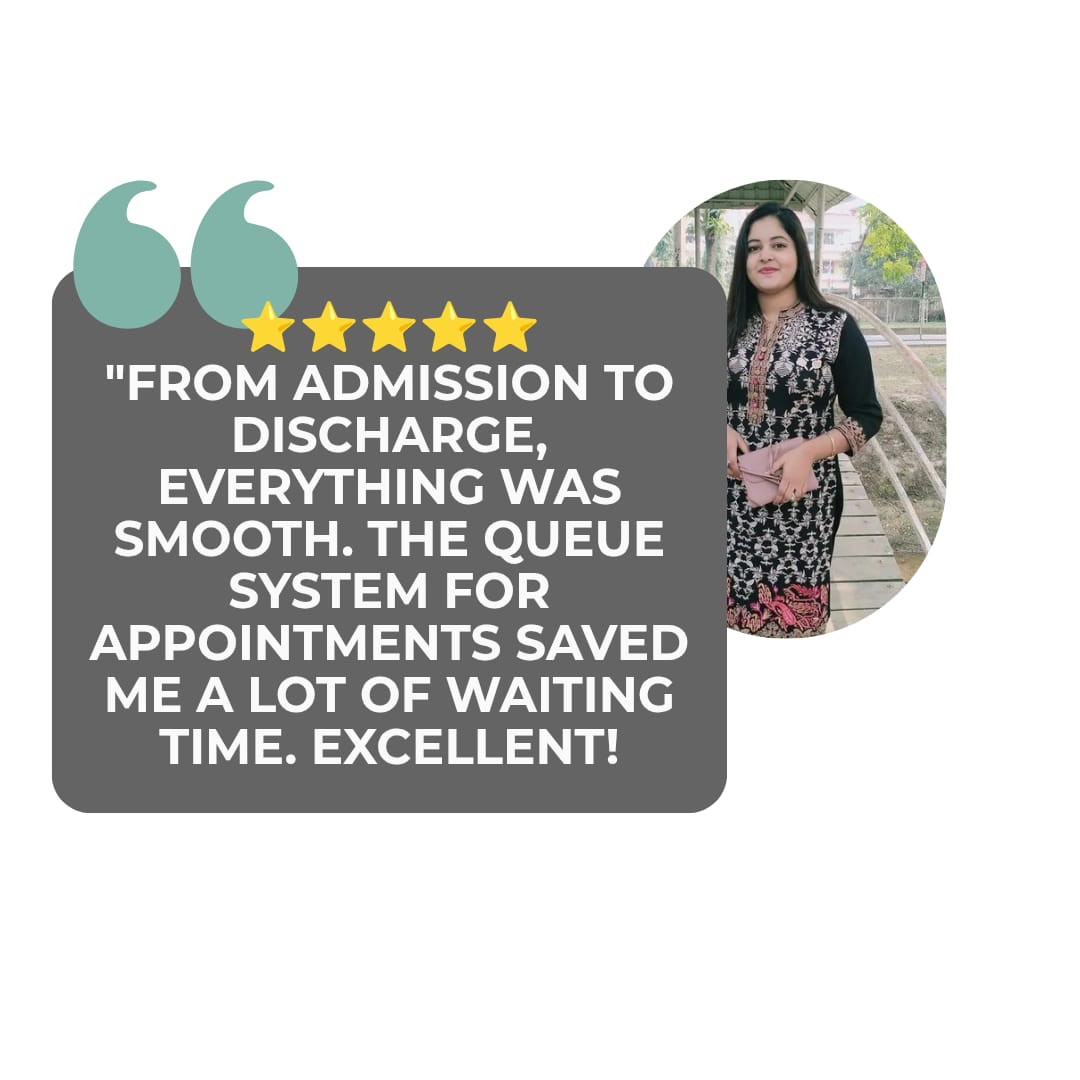 "FROM ADMISSION TO
DISCHARGE,
EVERYTHING WAS
SMOOTH. THE QUEUE
SYSTEM FOR
APPOINTMENTS SAVED
ME A LOT OF WAITING
TIME. EXCELLENT!